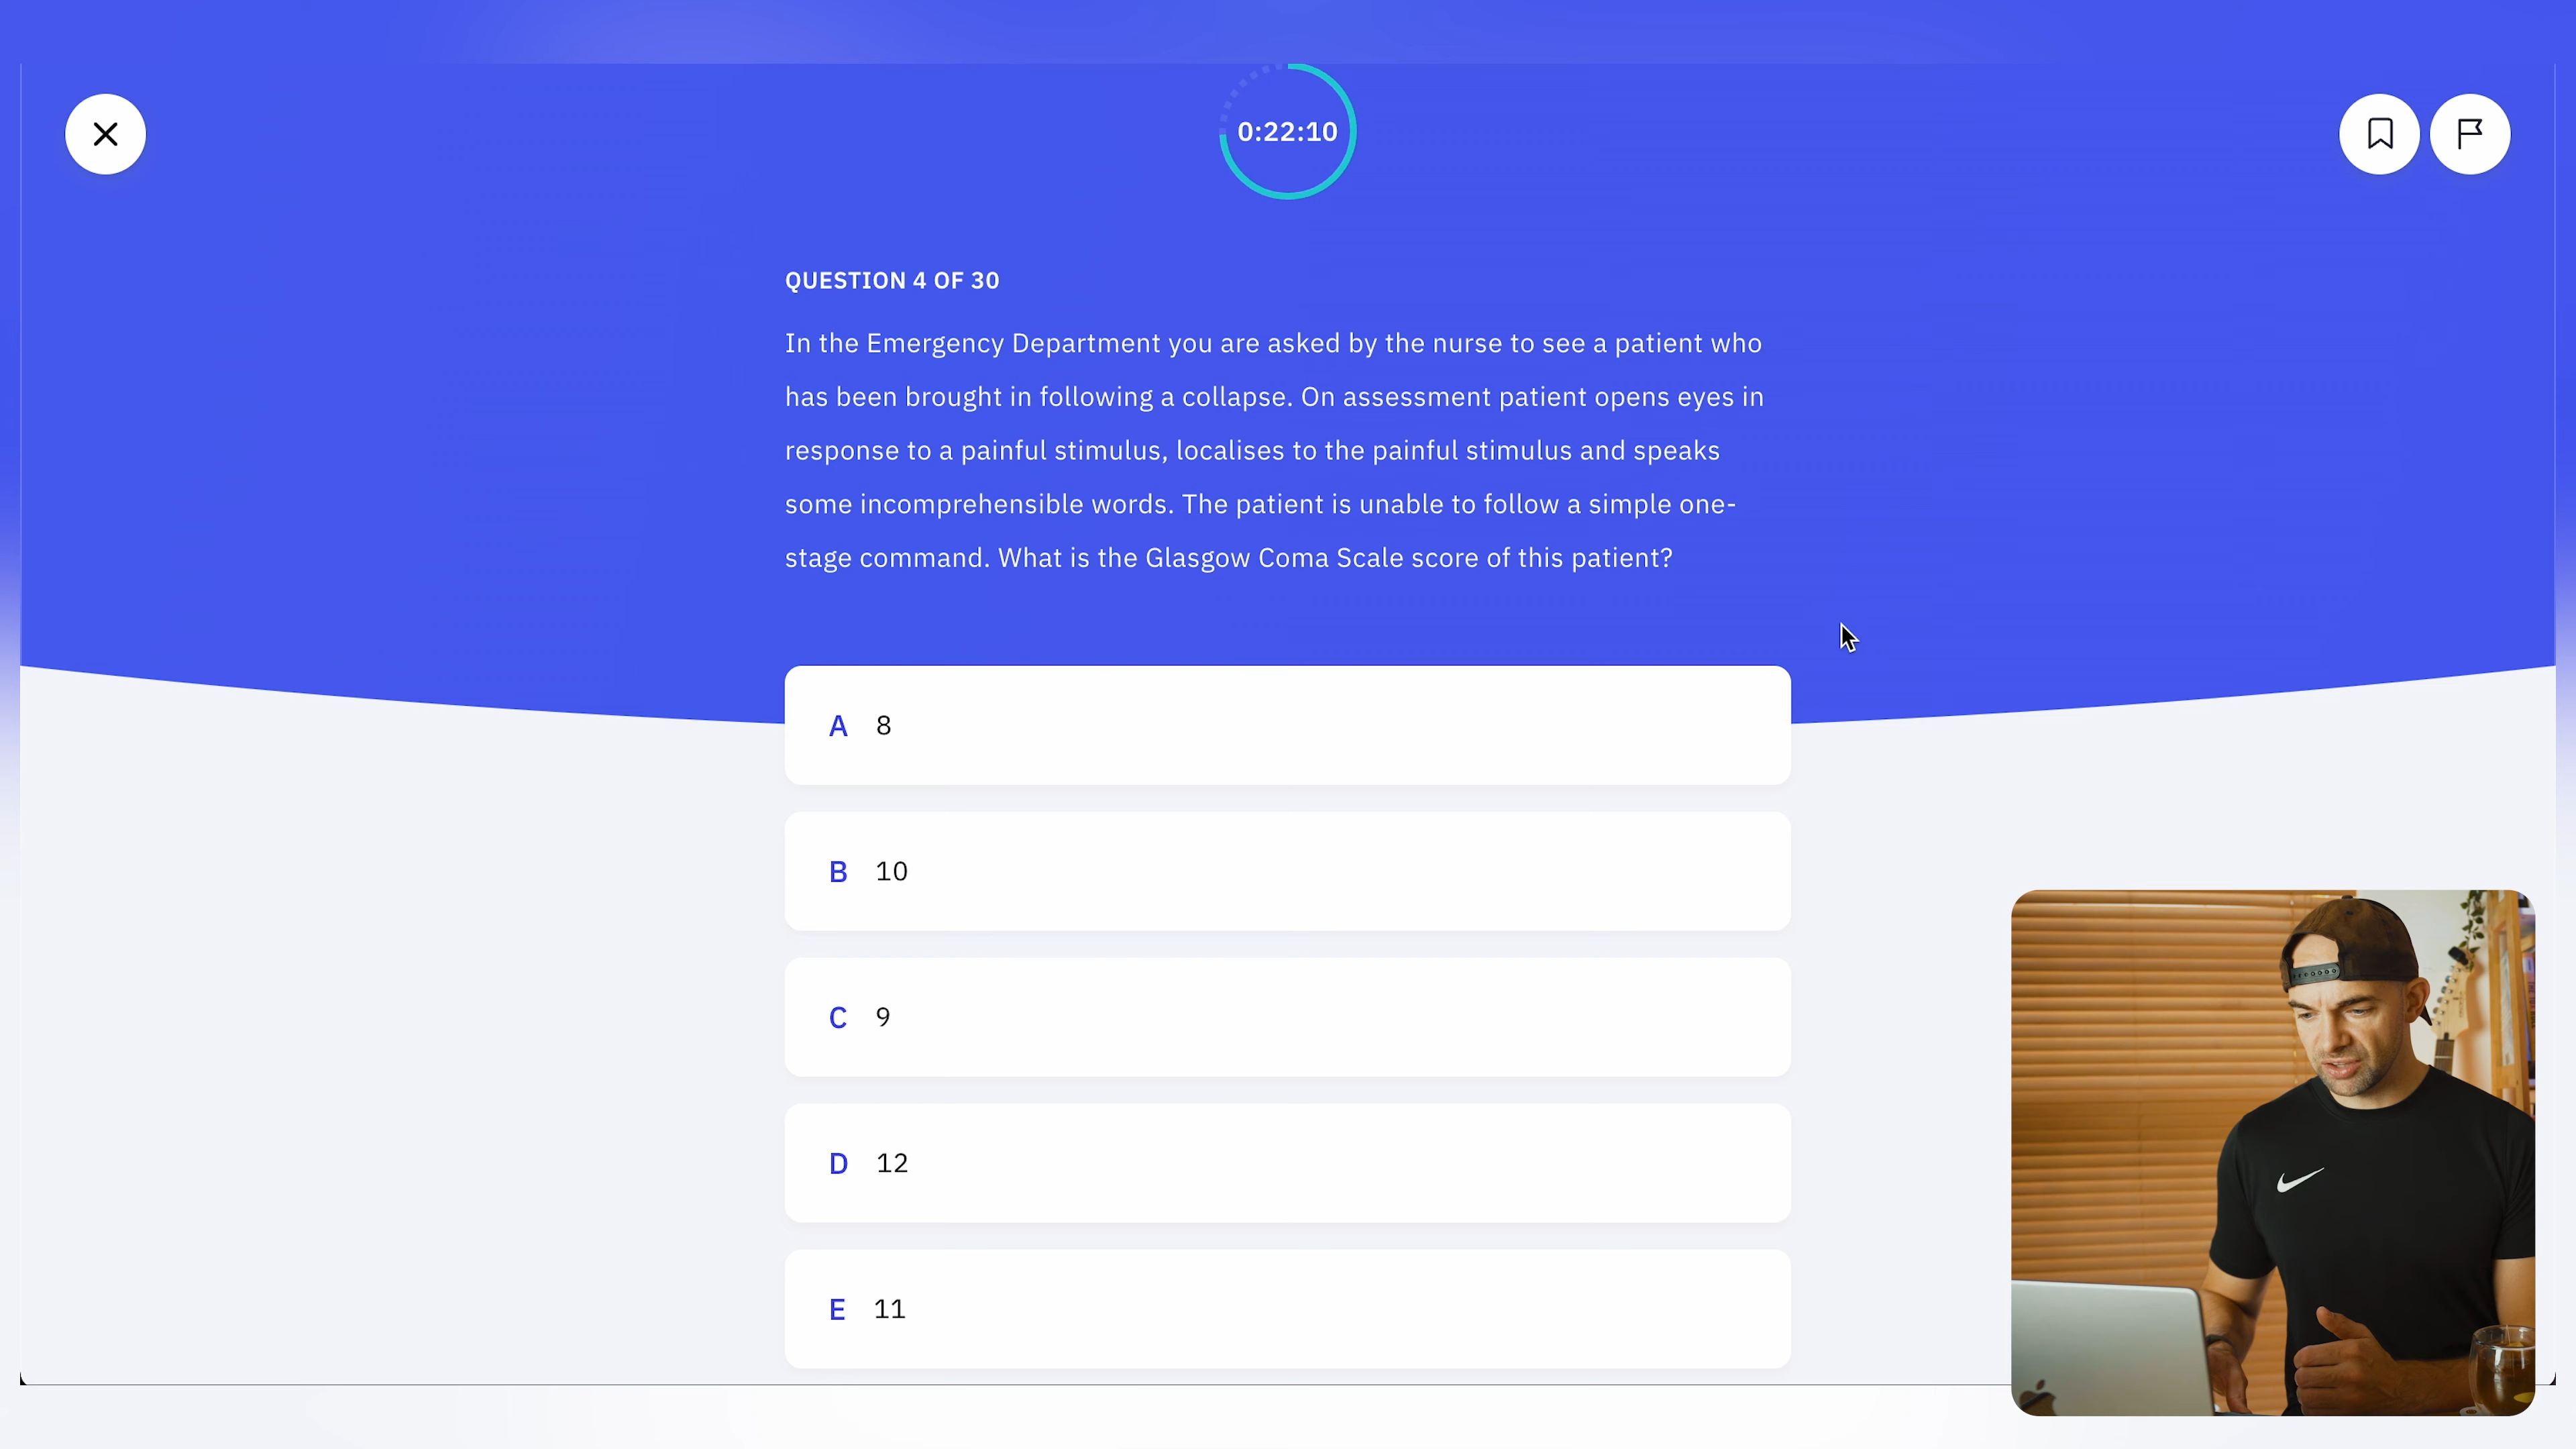 0:22:10
QUESTION 4 OF 30
In the Emergency Department you are asked by the nurse to see a patient who
has been brought in following a collapse. On assessment patient opens eyes in
response to a painful stimulus, localises to the painful stimulus and speaks
some incomprehensible words. The patient is unable to follow a simple one-
stage command. What is the Glasgow Coma Scale score of this patient?
A 8
B 10
C 9
D 12
E 11